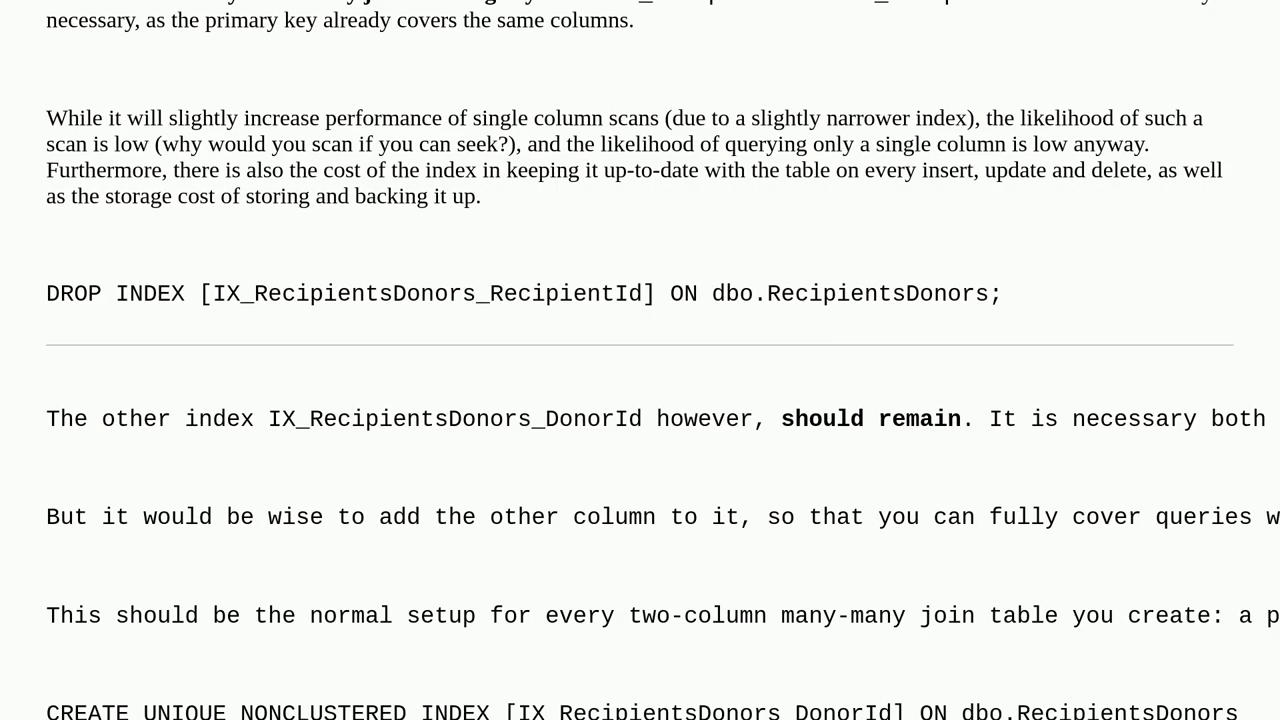 necessary, as the primary key already covers the same columns.
While it will slightly increase performance of single column scans (due to a slightly narrower index), the likelihood of such a
scan is low (why would you scan if you can seek?), and the likelihood of querying only a single column is low anyway.
Furthermore, there is also the cost of the index in keeping it up-to-date with the table on every insert, update and delete, as well
as the storage cost of storing and backing it up.
DROP INDEX [IX_RecipientsDonors_RecipientId] ON dbo.RecipientsDonors;
The other index IX_RecipientsDonors_DonorId however, should remain. It is necessary both
But it would be wise to add the other column to it, so that you can fully cover queries
This should be the normal setup for every two-column many-many join table you create: a
CREATE UNIQUE NONCLUSTERED INDEX [IX_RecipientsDonors_DonorId] ON dbo.RecipientsDonors